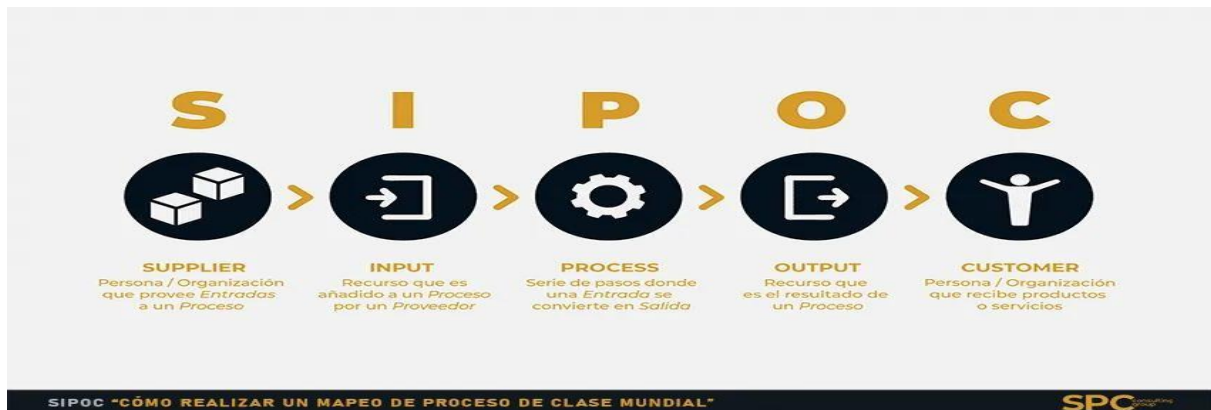 S I P O C
SUPPLIER
Persona / Organización
que provee Entradas
a un Proceso
INPUT
Recurso que es
añadido a un Proceso
por un Proveedor
PROCESS
Serie de pasos donde
una Entrada se
convierte en Salida
OUTPUT
Recurso que
es el resultado de
un Proceso
CUSTOMER
Persona / Organización
que recibe productos
o servicios
SIPOC "CÓMO REALIZAR UN MAPEO DE PROCESO DE CLASE MUNDIAL"
SPC consulting
group